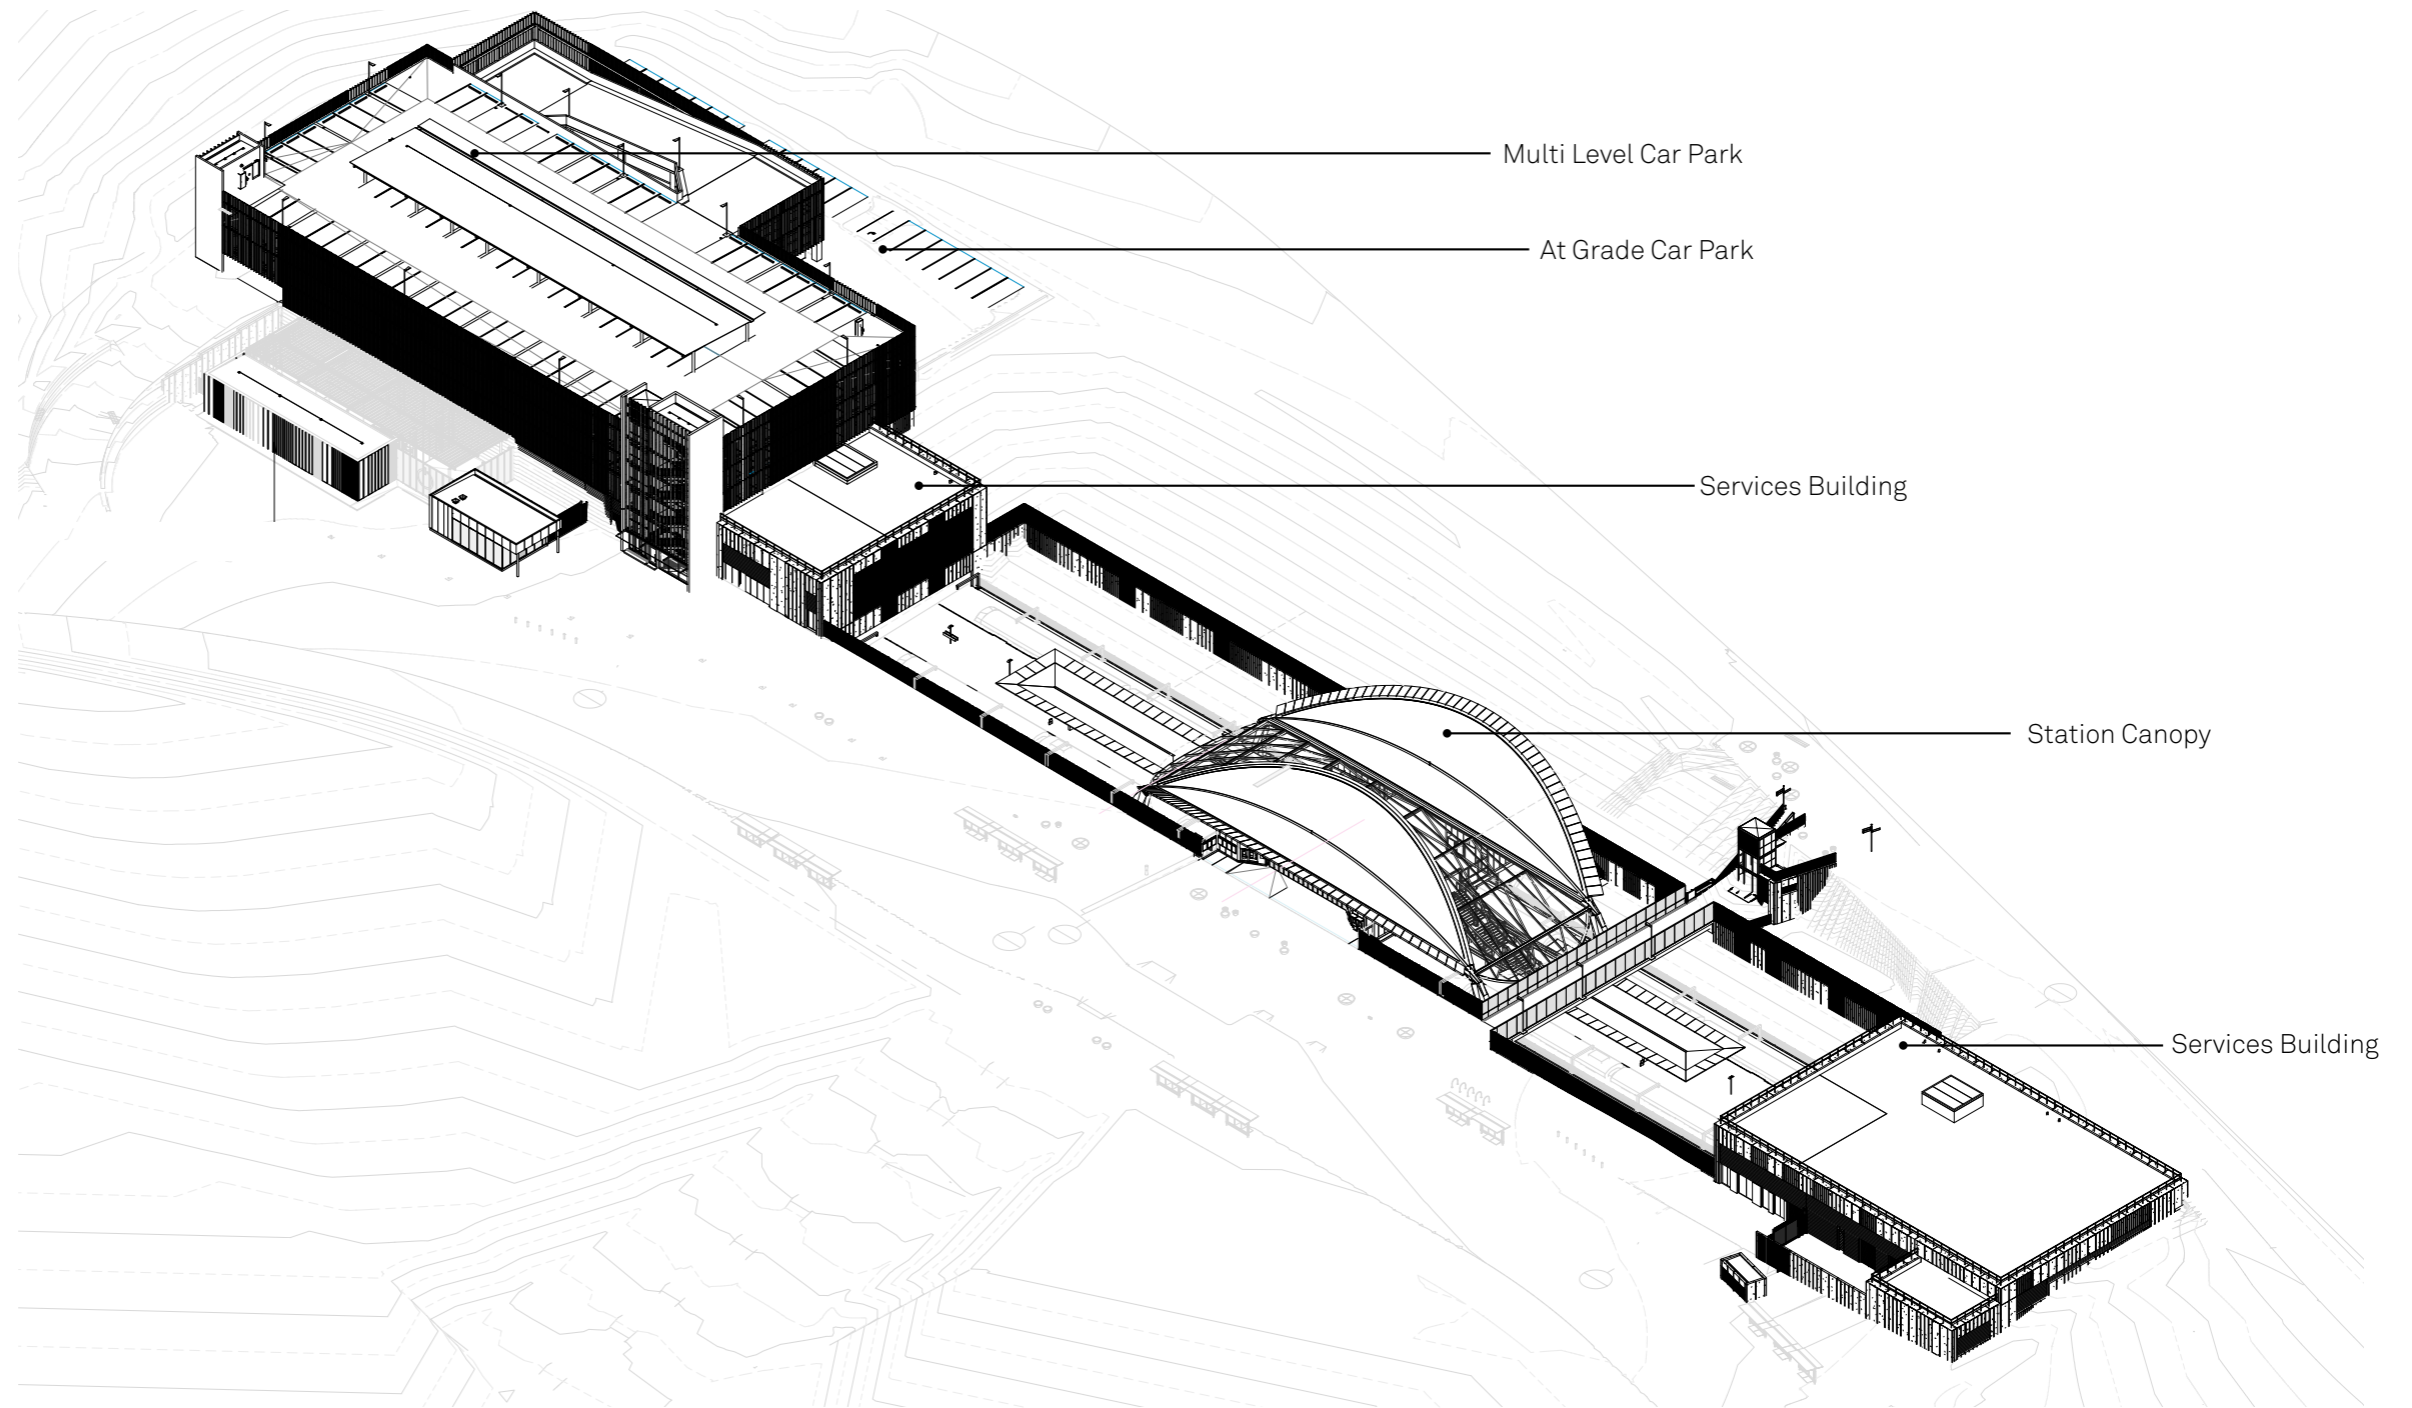 Multi Level Car Park
At Grade Car Park
Services Building
Station Canopy
Services Building